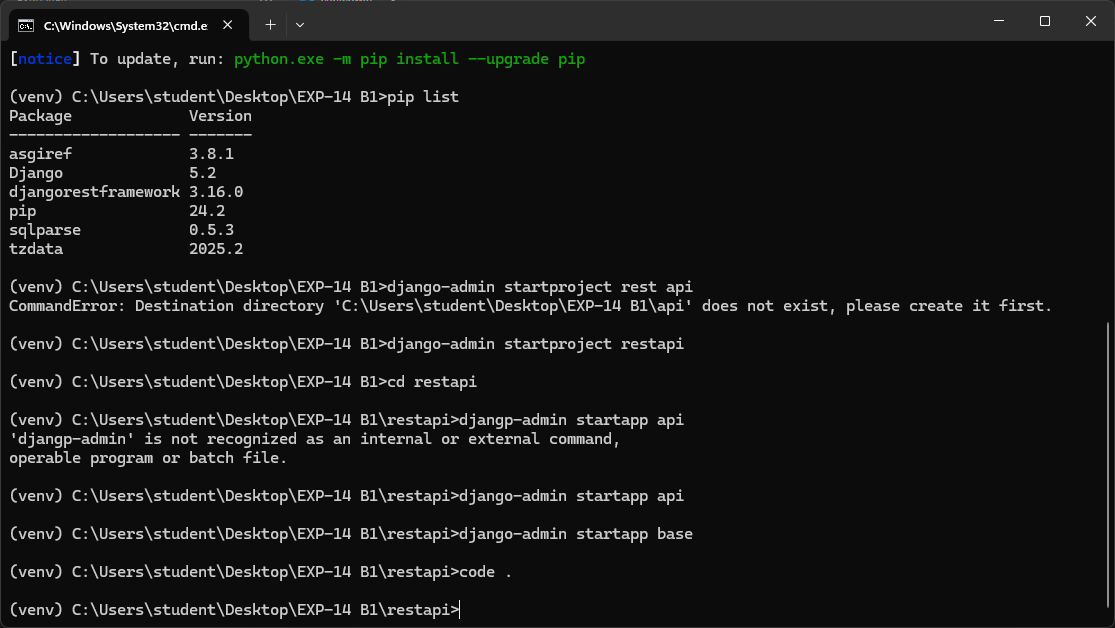 C:\Windows\System32\cmd.e
[notice] To update, run: python.exe -m pip install --upgrade pip
(venv) C:\Users\student\Desktop\EXP-14 B1>pip list
Package             Version
------------------- -------
asgiref             3.8.1
Django              5.2
djangorestframework 3.16.0
pip                 24.2
sqlparse            0.5.3
tzdata              2025.2
(venv) C:\Users\student\Desktop\EXP-14 B1>django-admin startproject rest api
CommandError: Destination directory 'C:\Users\student\Desktop\EXP-14 B1\api' does not exist, please create it first.
(venv) C:\Users\student\Desktop\EXP-14 B1>django-admin startproject restapi
(venv) C:\Users\student\Desktop\EXP-14 B1>cd restapi
(venv) C:\Users\student\Desktop\EXP-14 B1\restapi>djangp-admin startapp api
'djangp-admin' is not recognized as an internal or external command,
operable program or batch file.
(venv) C:\Users\student\Desktop\EXP-14 B1\restapi>django-admin startapp api
(venv) C:\Users\student\Desktop\EXP-14 B1\restapi>django-admin startapp base
(venv) C:\Users\student\Desktop\EXP-14 B1\restapi>code .
(venv) C:\Users\student\Desktop\EXP-14 B1\restapi>